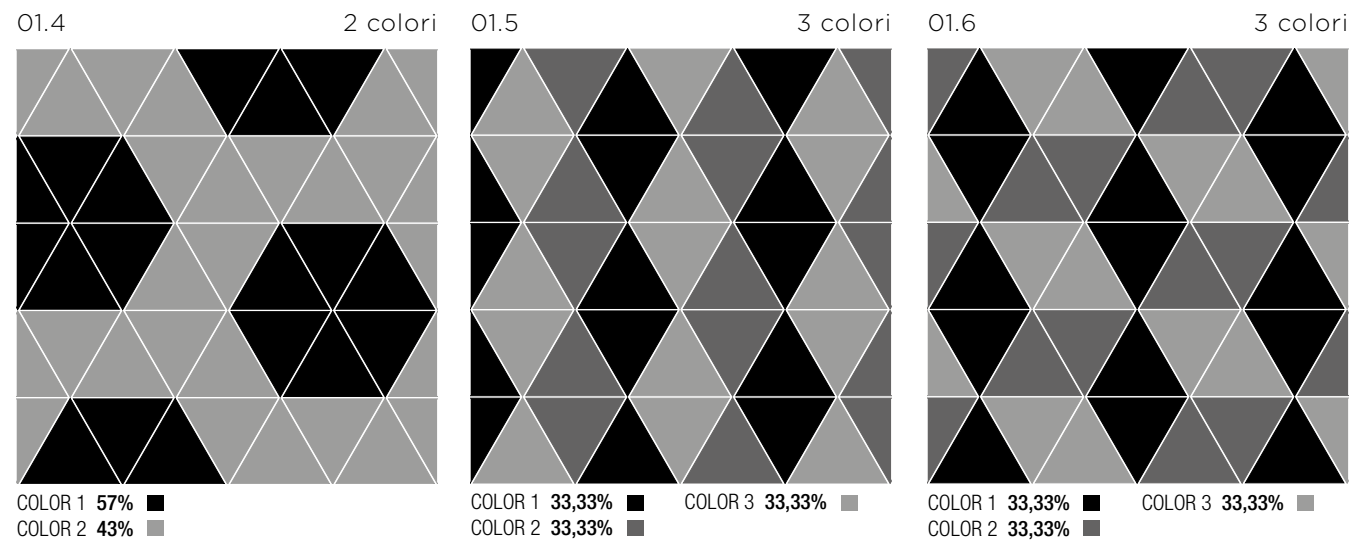 01.4 2 colori
COLOR 1 57%
COLOR 2 43%
01.5 3 colori
COLOR 1 33,33% COLOR 3 33,33%
COLOR 2 33,33%
01.6 3 colori
COLOR 1 33,33% COLOR 3 33,33%
COLOR 2 33,33%